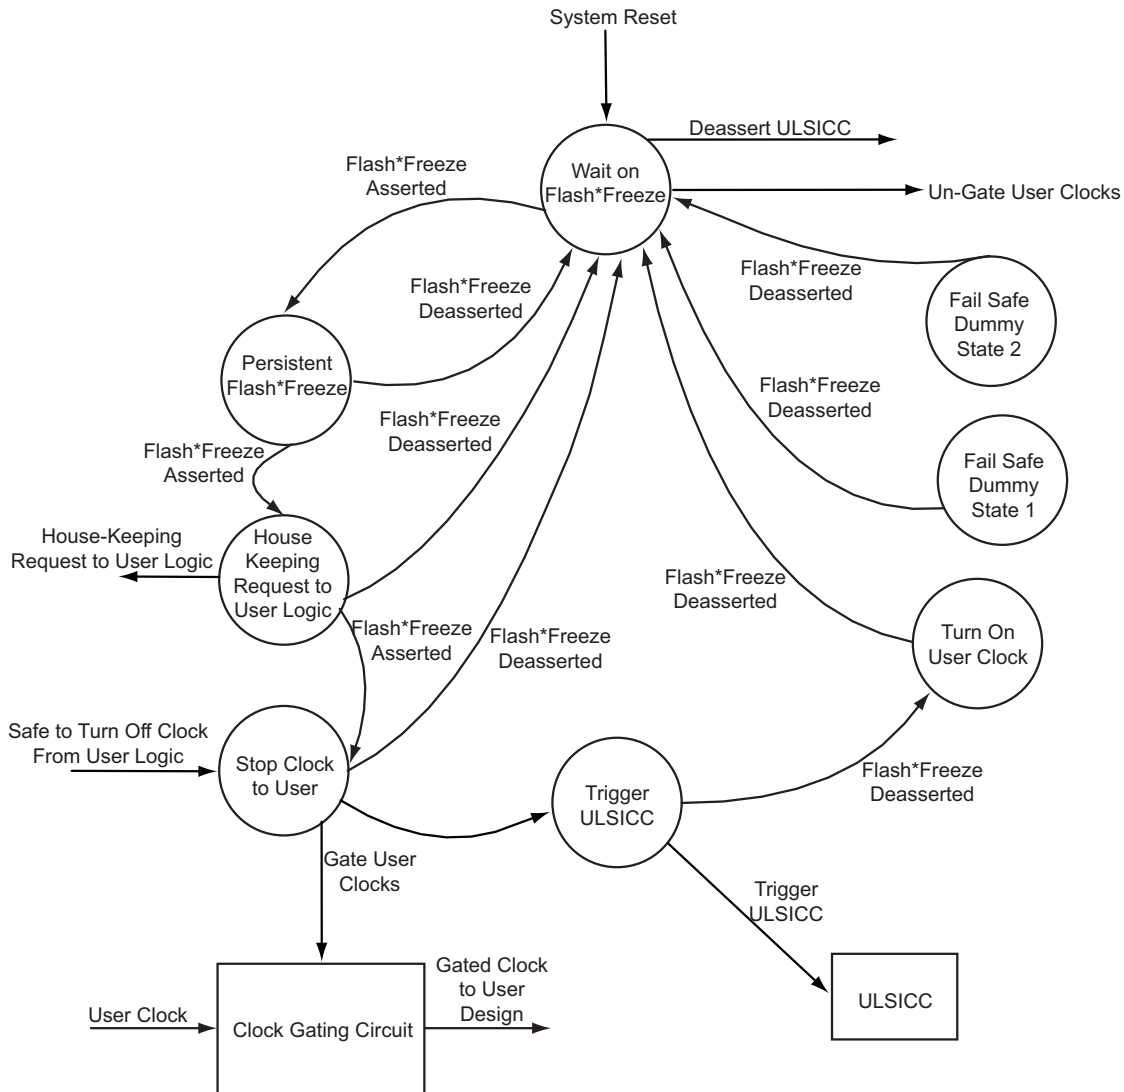 System Reset
Deassert ULSICC
Flash*Freeze
Asserted
Wait on
Flash*Freeze
Un-Gate User Clocks
Flash*Freeze
Deasserted
Flash*Freeze
Deasserted
Fail Safe
Dummy
State 2
Persistent
Flash*Freeze
Flash*Freeze
Deasserted
Flash*Freeze
Deasserted
Flash*Freeze
Asserted
Fail Safe
Dummy
State 1
House-Keeping
Request to User Logic
House
Keeping
Request to
User Logic
Flash*Freeze
Deasserted
Flash*Freeze
Asserted
Flash*Freeze
Deasserted
Turn On
User Clock
Safe to Turn Off Clock
From User Logic
Stop Clock
to User
Trigger
ULSICC
Flash*Freeze
Deasserted
Gate User
Clocks
Trigger
ULSICC
User Clock
Clock Gating Circuit
Gated Clock
to User
Design
ULSICC